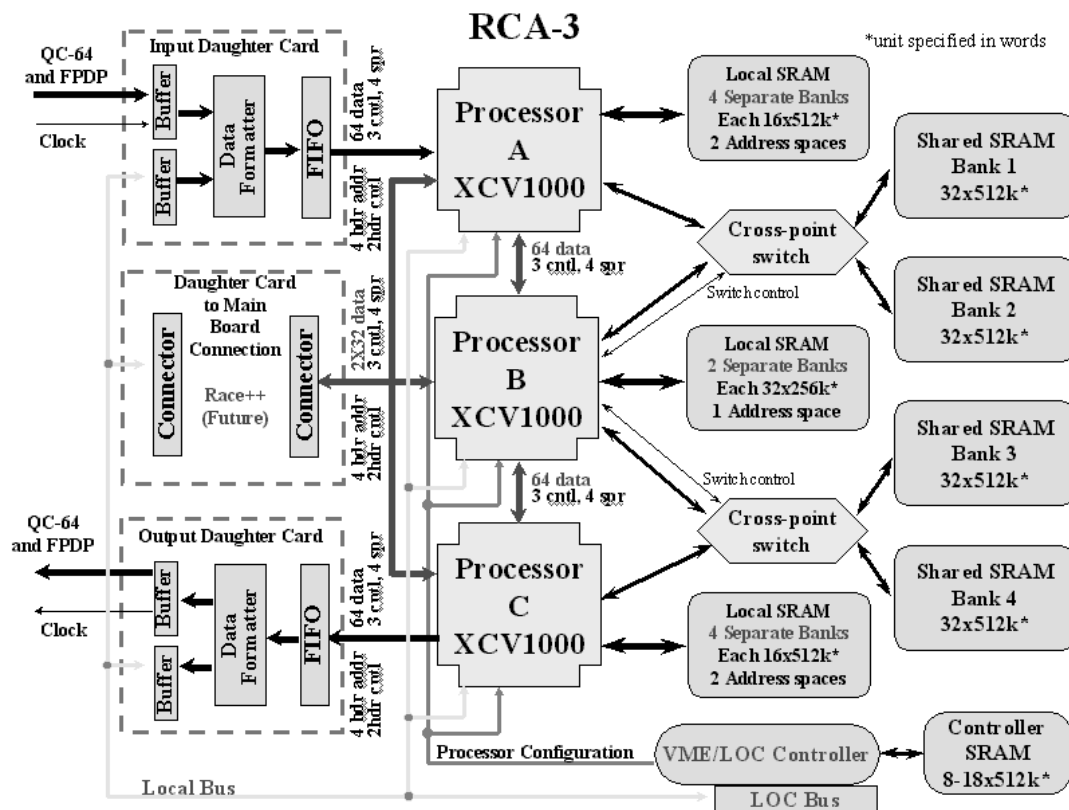 RCA-3
*unit specified in words
QC-64
and FPDP
Clock
Input Daughter Card
Buffer
Buffer
Data
Formatter
FIFO
64 data
3 cntl, 4 spr
4 hdr addr
2hdr cntl
Processor
A
XCV1000
Local SRAM
4 Separate Banks
Each 16x512k*
2 Address spaces
Shared SRAM
Bank 1
32x512k*
Cross-point
switch
Switch control
Shared SRAM
Bank 2
32x512k*
64 data
3 cntl, 4 spr
Daughter Card
to Main
Board
Connection
Connector
Race++
(Future)
Connector
2X32 data
3 cntl, 4 spr
4 hdr addr
2hdr cntl
Processor
B
XCV1000
Local SRAM
2 Separate Banks
Each 32x256k*
1 Address space
Shared SRAM
Bank 3
32x512k*
Switch control
Cross-point
switch
Shared SRAM
Bank 4
32x512k*
64 data
3 cntl, 4 spr
QC-64
and FPDP
Clock
Output Daughter Card
Buffer
Buffer
Data
Formatter
FIFO
64 data
3 cntl, 4 spr
4 hdr addr
2hdr cntl
Processor
C
XCV1000
Local SRAM
4 Separate Banks
Each 16x512k*
2 Address spaces
Processor Configuration
VME/LOC Controller
Controller
SRAM
8-18x512k*
Local Bus
LOC Bus